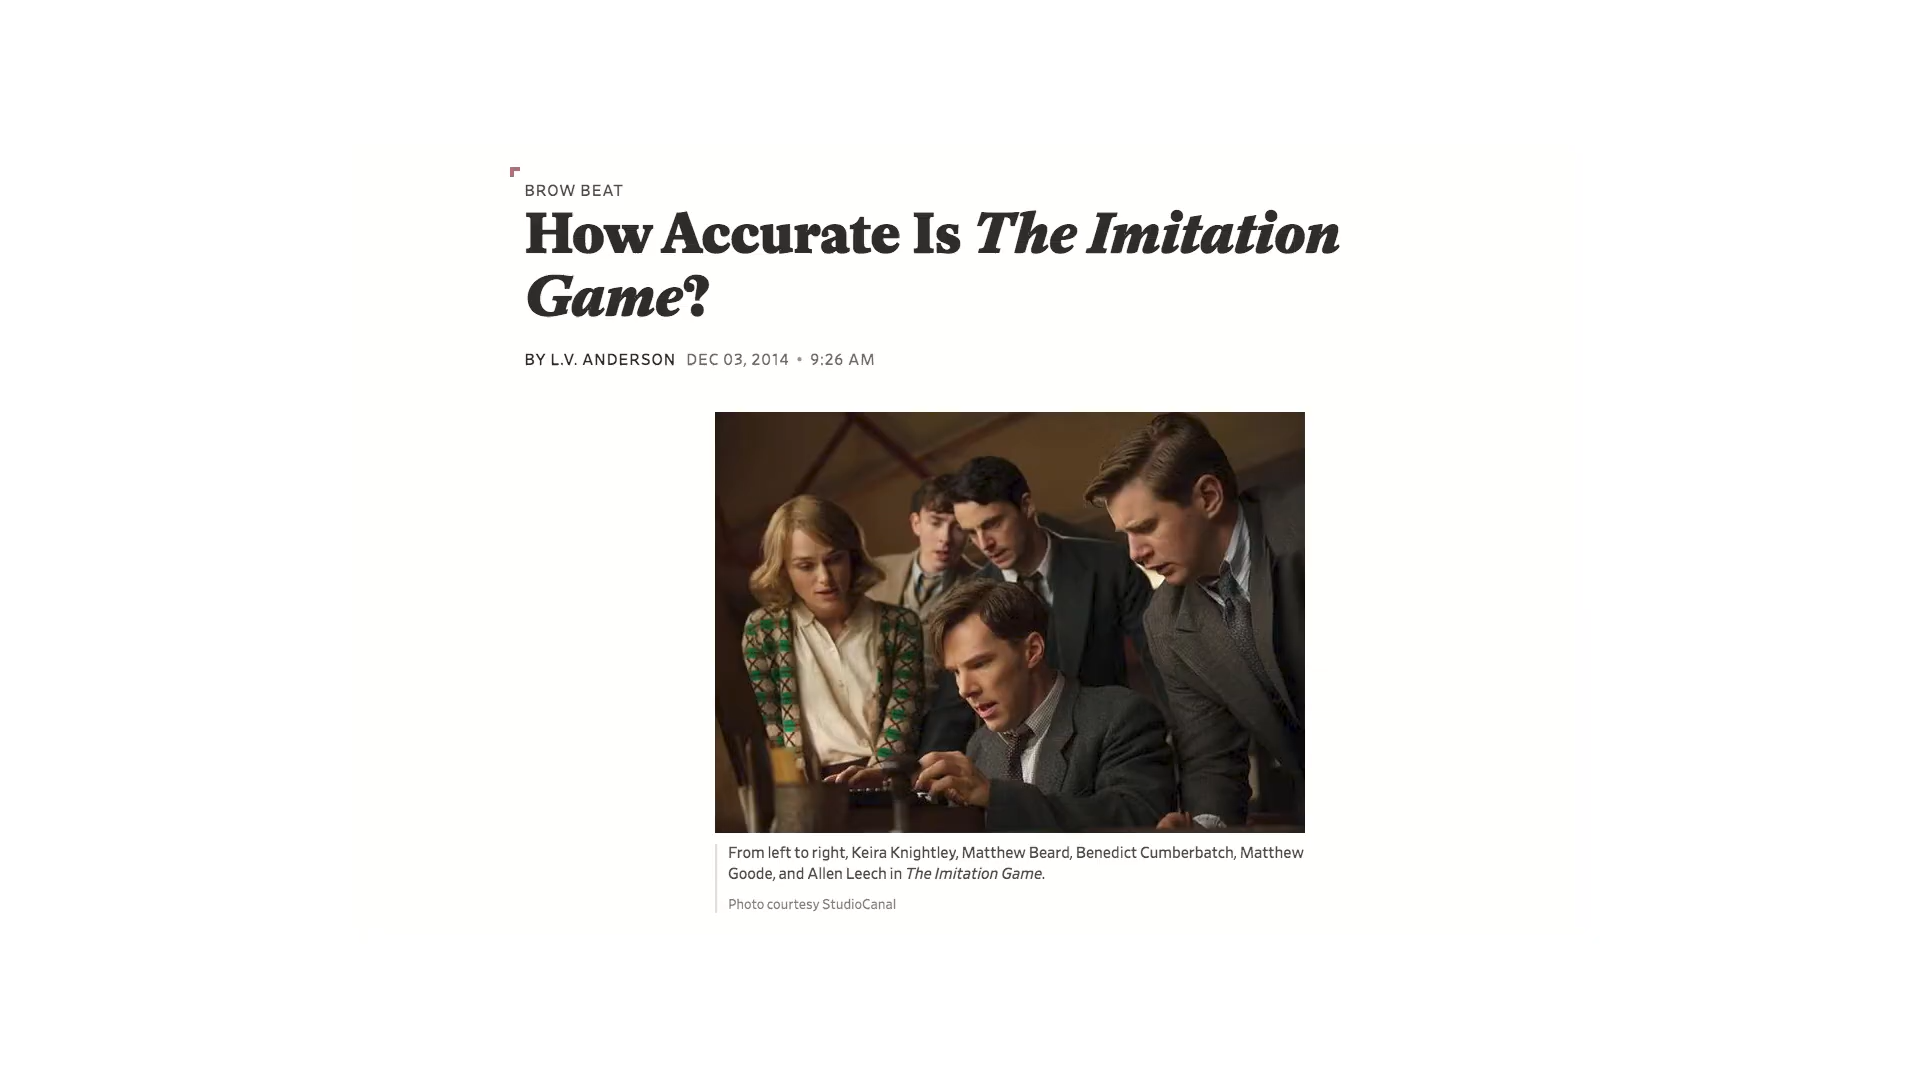 BROW BEAT
How Accurate Is The Imitation
Game?
BY L.V. ANDERSON DEC 03, 2014 • 9:26 AM
From left to right, Keira Knightley, Matthew Beard, Benedict Cumberbatch, Matthew
Goode, and Allen Leech in The Imitation Game.
Photo courtesy StudioCanal